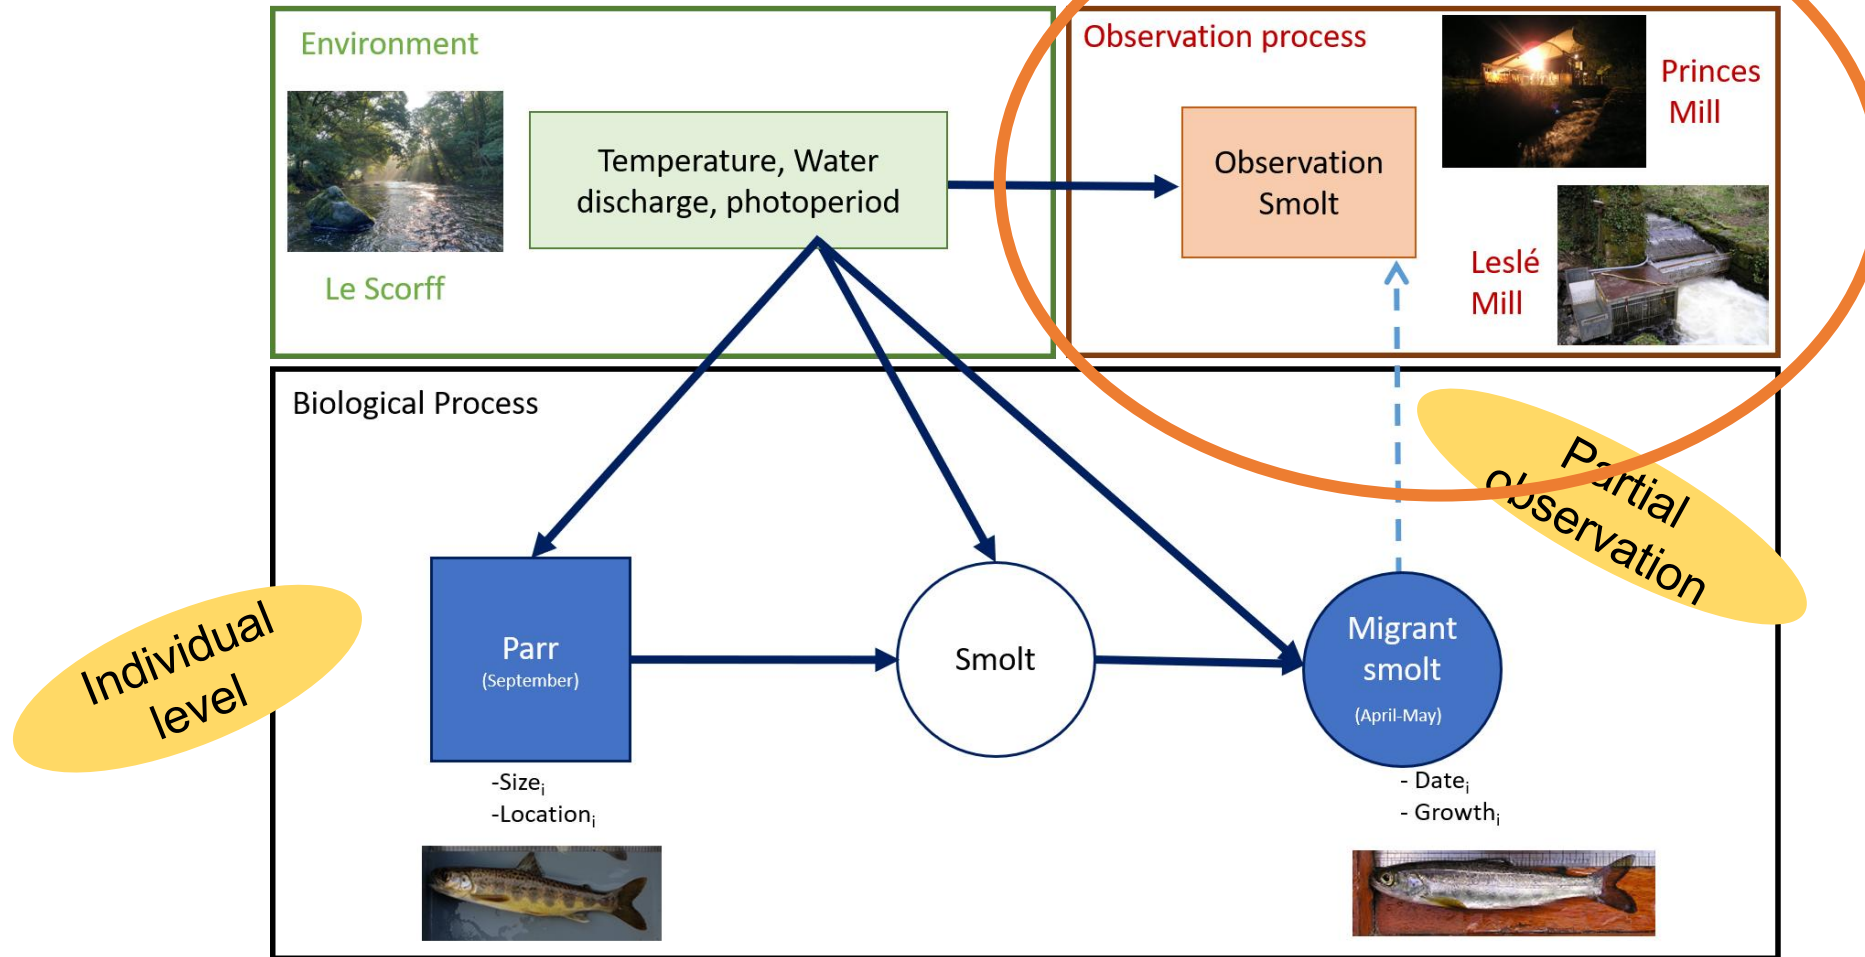 Environment
Temperature, Water
discharge, photoperiod
Le Scorff
Observation process
Princes
Mill
Observation
Smolt
Leslé
Mill
Biological Process
Partial
observation
Individual
level
Parr
(September)
Smolt
Migrant
smolt
(April-May)
-Sizeᵢ
-Locationᵢ
- Dateᵢ
- Growthᵢ